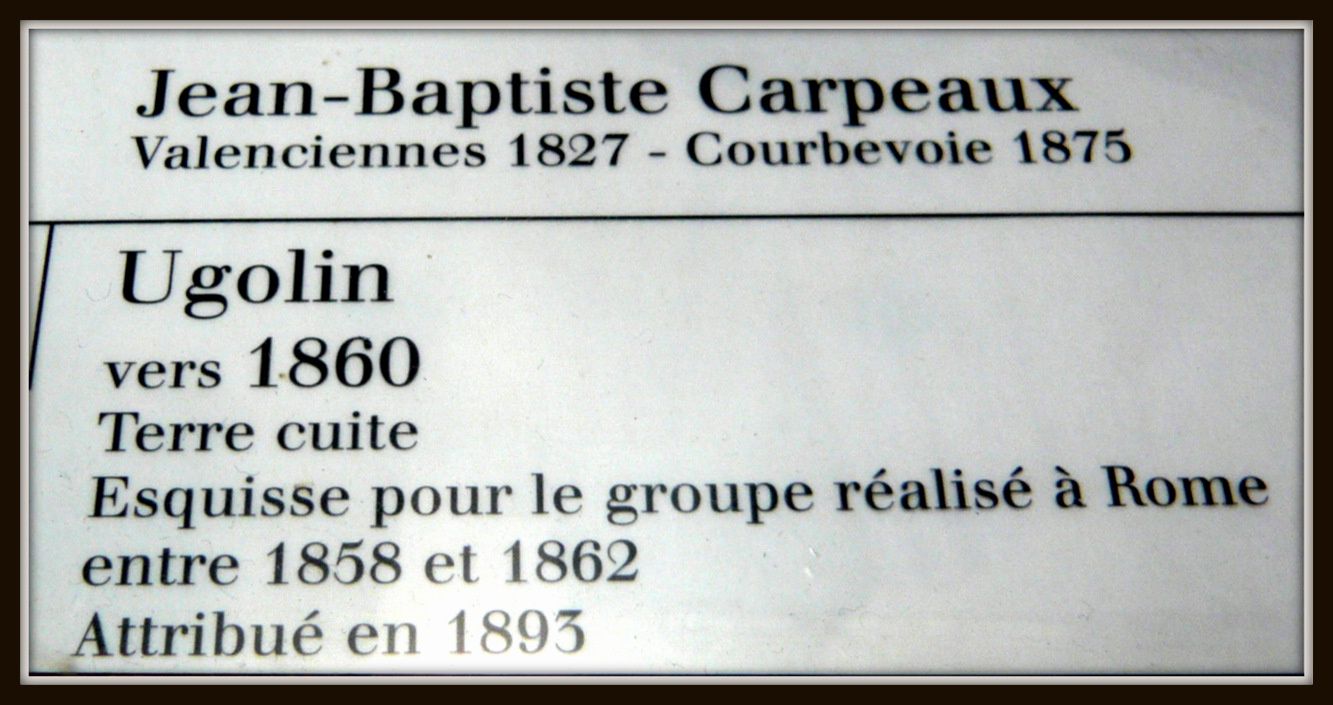 Jean-Baptiste Carpeaux
Valenciennes 1827 - Courbevoie 1875
Ugolin
vers 1860
Terre cuite
Esquisse pour le groupe réalisé à Rome
entre 1858 et 1862
Attribué en 1893